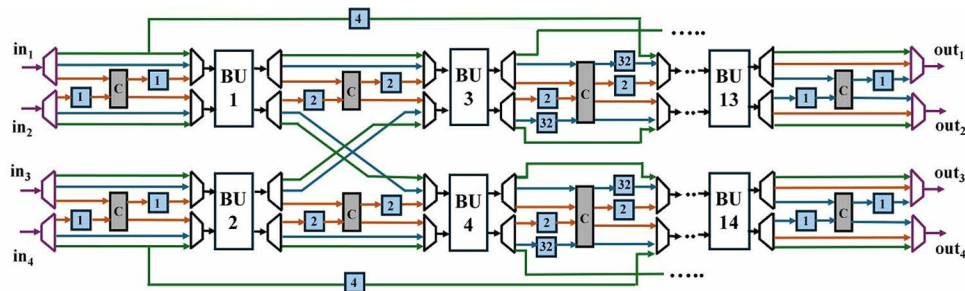 4
in₁
1
C
1
in₂
BU
1
2
C
2
BU
3
32
2
C
2
32
.....
...
...
BU
13
1
C
1
out₁
out₂
in₃
1
C
1
in₄
BU
2
2
C
2
BU
4
32
2
C
2
32
...
...
.....
BU
14
1
C
1
out₃
out₄
4